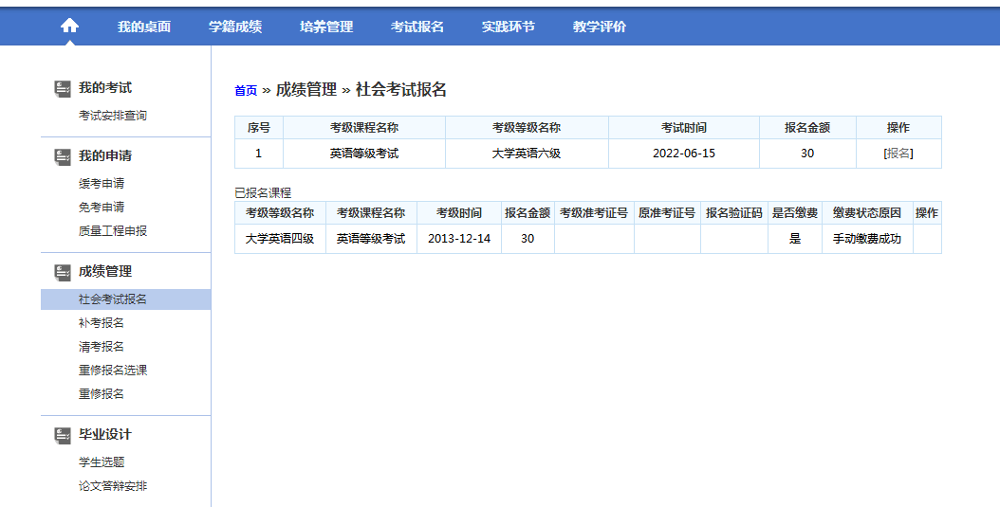 我的桌面 学籍成绩 培养管理 考试报名 实践环节 教学评价
我的考试
考试安排查询
我的申请
缓考申请
免考申请
质量工程申报
成绩管理
社会考试报名
补考报名
清考报名
重修报名选课
重修报名
毕业设计
学生选题
论文答辩安排
首页 » 成绩管理 » 社会考试报名
序号 考级课程名称 考级等级名称 考试时间 报名金额 操作
1 英语等级考试 大学英语六级 2022-06-15 30 [报名]
已报名课程
考级等级名称 考级课程名称 考级时间 报名金额 考级准考证号 原准考证号 报名验证码 是否缴费 缴费状态原因 操作
大学英语四级 英语等级考试 2013-12-14 30 是 手动缴费成功